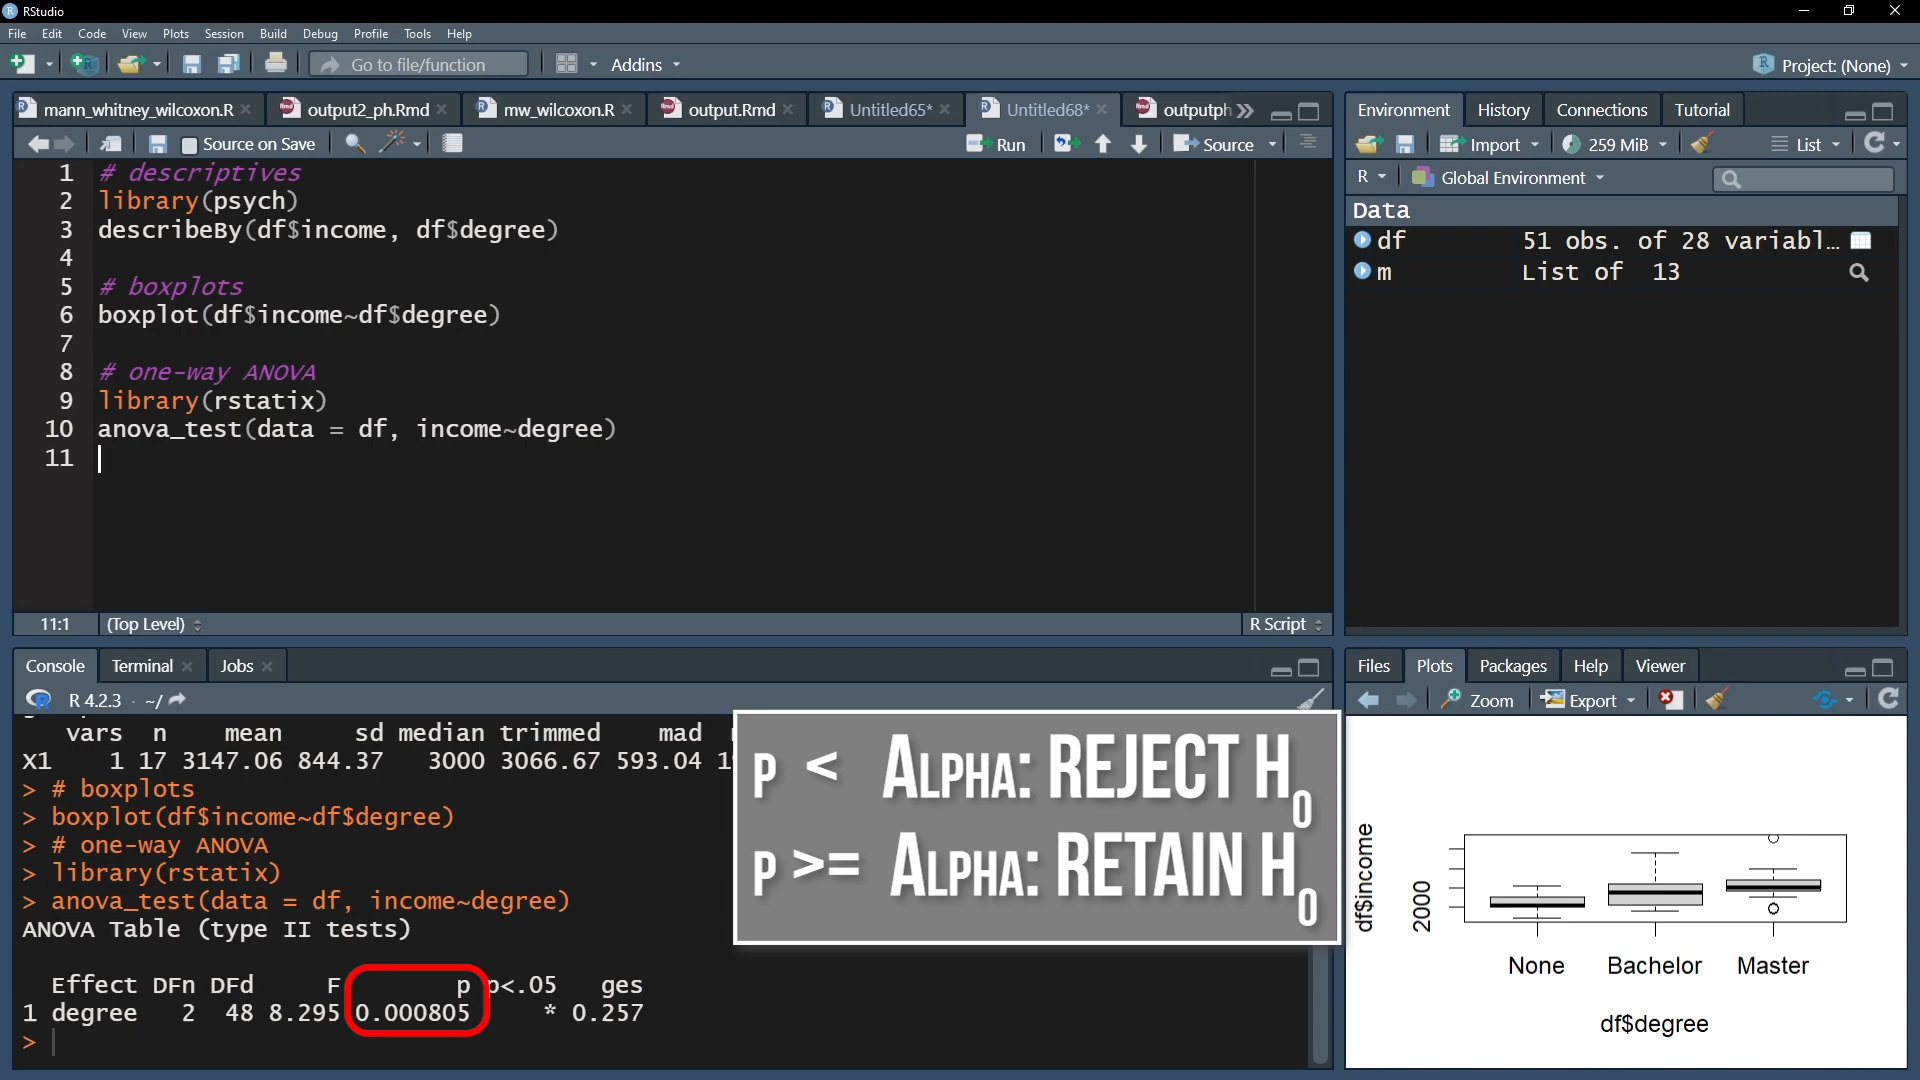 RStudio
File Edit Code View Plots Session Build Debug Profile Tools Help
Go to file/function Addins Project: (None)
mann_whitney_wilcoxon.R output2_ph.Rmd mw_wilcoxon.R output.Rmd Untitled65* Untitled68* outputph
Source on Save Run Source
1 # descriptives
2 library(psych)
3 describeBy(df$income, df$degree)
4
5 # boxplots
6 boxplot(df$income~df$degree)
7
8 # one-way ANOVA
9 library(rstatix)
10 anova_test(data = df, income~degree)
11
11:1 (Top Level) R Script
Environment History Connections Tutorial
Import 259 MiB List
R Global Environment
Data
df 51 obs. of 28 variabl…
m List of 13
Console Terminal Jobs
R 4.2.3 · ~/
vars n mean sd median trimmed mad
X1 1 17 3147.06 844.37 3000 3066.67 593.04 1
> # boxplots
> boxplot(df$income~df$degree)
> # one-way ANOVA
> library(rstatix)
> anova_test(data = df, income~degree)
ANOVA Table (type II tests)
Effect DFn DFd F p p<.05 ges
1 degree 2 48 8.295 0.000805 * 0.257
>
p < Alpha: REJECT H0
p >= Alpha: RETAIN H0
Files Plots Packages Help Viewer
Zoom Export
df$income
2000
None Bachelor Master
df$degree